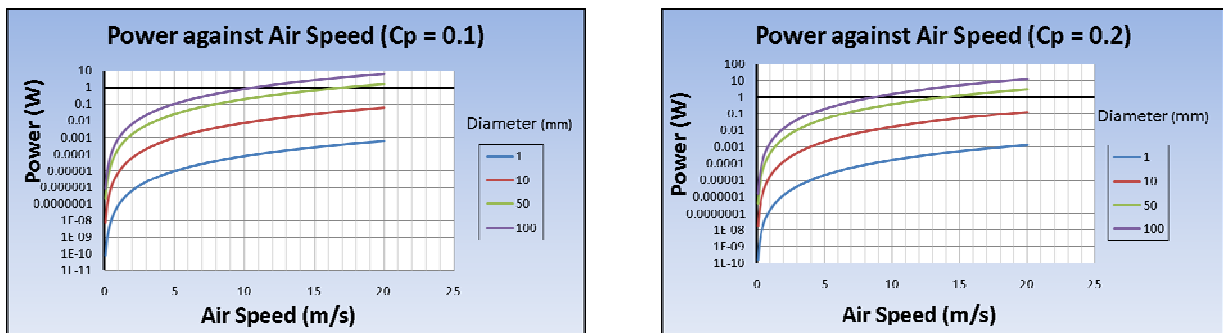 Power against Air Speed (Cp = 0.1)
Power (W)
10
1
0.1
0.01
0.001
0.0001
0.00001
0.000001
0.0000001
1E-08
1E-09
1E-10
1E-11
0 5 10 15 20 25
Air Speed (m/s)
Diameter (mm)
1
10
50
100
Power against Air Speed (Cp = 0.2)
Power (W)
100
10
1
0.1
0.01
0.001
0.0001
0.00001
0.000001
0.0000001
1E-08
1E-09
1E-10
0 5 10 15 20 25
Air Speed (m/s)
Diameter (mm)
1
10
50
100